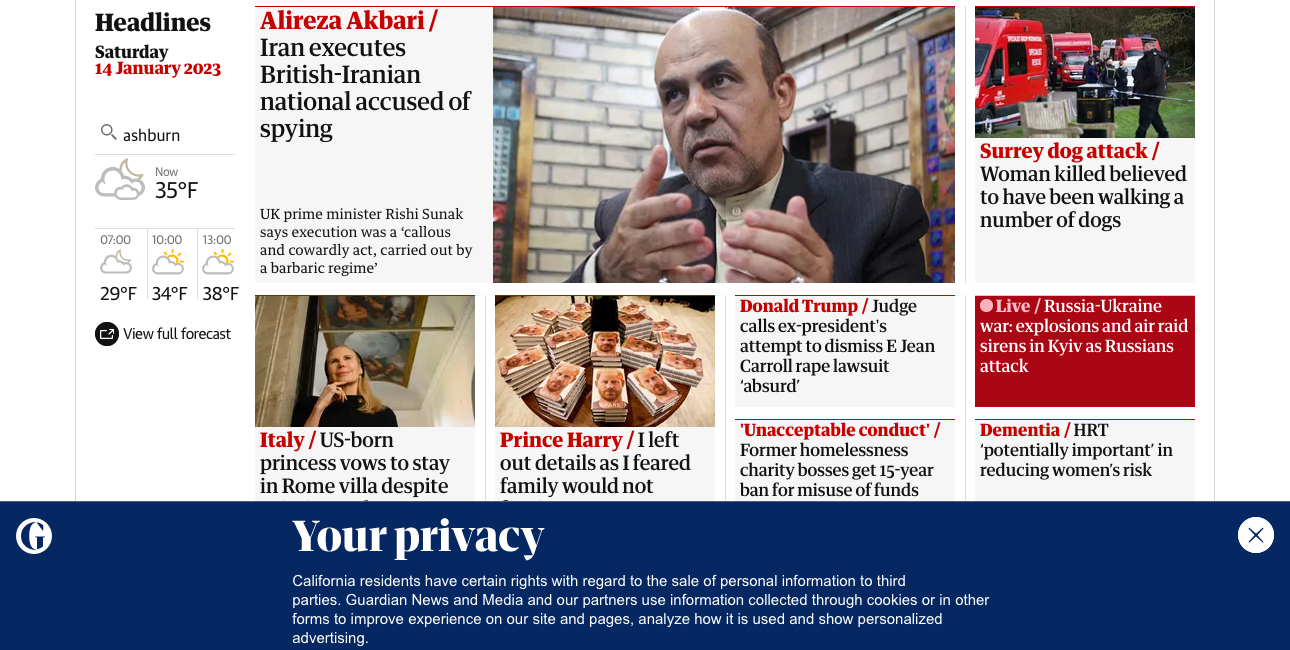 Headlines
Saturday
14 January 2023
ashburn
Now
35°F
07:00
10:00
13:00
29°F
34°F
38°F
View full forecast
Alireza Akbari /
Iran executes
British-Iranian
national accused of
spying
UK prime minister Rishi Sunak
says execution was a ‘callous
and cowardly act, carried out by
a barbaric regime’
Surrey dog attack /
Woman killed believed
to have been walking a
number of dogs
Italy / US-born
princess vows to stay
in Rome villa despite
Prince Harry / I left
out details as I feared
family would not
Donald Trump / Judge
calls ex-president's
attempt to dismiss E Jean
Carroll rape lawsuit
‘absurd’
Live / Russia-Ukraine
war: explosions and air raid
sirens in Kyiv as Russians
attack
'Unacceptable conduct' /
Former homelessness
charity bosses get 15-year
ban for misuse of funds
Dementia / HRT
‘potentially important’ in
reducing women’s risk
Your privacy
California residents have certain rights with regard to the sale of personal information to third
parties. Guardian News and Media and our partners use information collected through cookies or in other
forms to improve experience on our site and pages, analyze how it is used and show personalized
advertising.